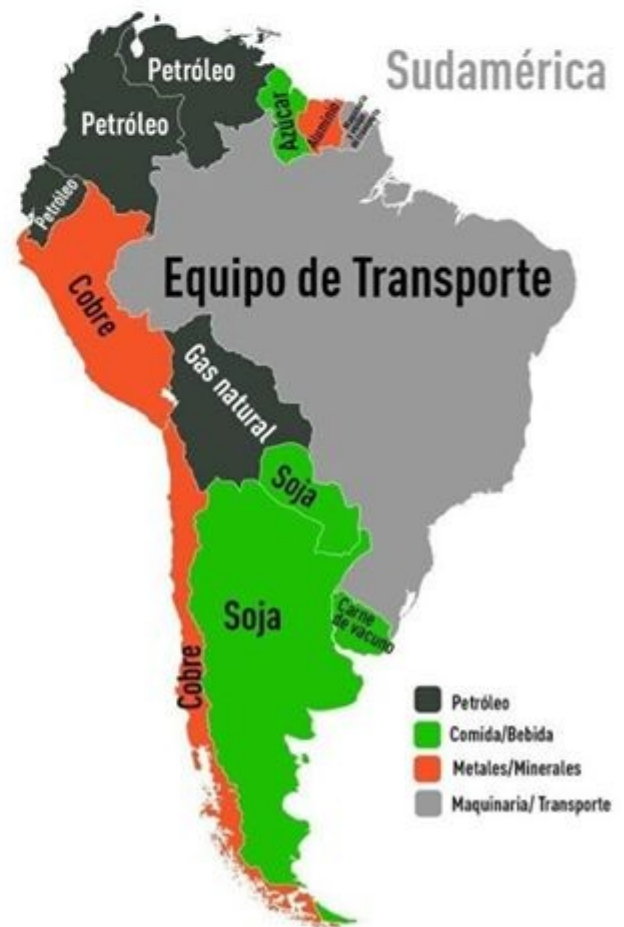 Sudamérica
Petróleo
Petróleo
Petróleo
Azúcar
Aluminio
Equipo de Transporte
Cobre
Gas natural
Soja
Soja
Carne
de vacuno
Cobre
Petróleo
Comida/Bebida
Metales/Minerales
Maquinaria/ Transporte